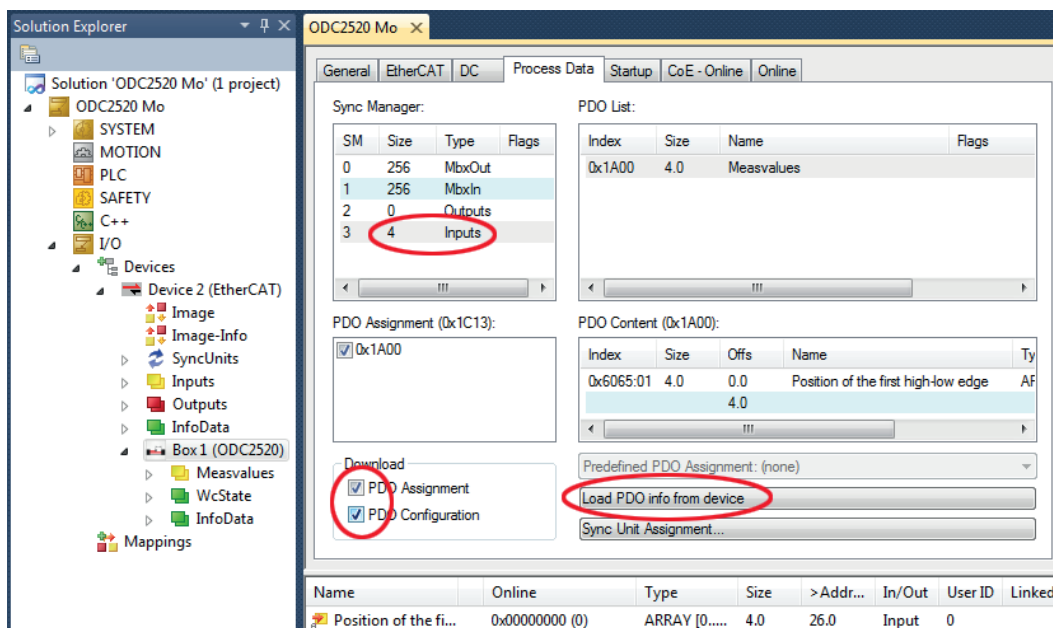 Solution Explorer
Solution 'ODC2520 Mo' (1 project)
ODC2520 Mo
SYSTEM
MOTION
PLC
SAFETY
C++
I/O
Devices
Device 2 (EtherCAT)
Image
Image-Info
SyncUnits
Inputs
Outputs
InfoData
Box 1 (ODC2520)
Measvalues
WcState
InfoData
Mappings
ODC2520 Mo
General EtherCAT DC Process Data Startup CoE - Online Online
Sync Manager:
SM Size Type Flags
0 256 MbxOut
1 256 MbxIn
2 0 Outputs
3 4 Inputs
PDO List:
Index Size Name Flags
0x1A00 4.0 Measvalues
PDO Assignment (0x1C13):
0x1A00
PDO Content (0x1A00):
Index Size Offs Name Ty
0x6065:01 4.0 0.0 Position of the first high-low edge AF
4.0
Download
PDO Assignment
PDO Configuration
Predefined PDO Assignment: (none)
Load PDO info from device
Sync Unit Assignment...
Name Online Type Size >Addr... In/Out User ID Linked
Position of the fi... 0x00000000 (0) ARRAY [0..... 4.0 26.0 Input 0